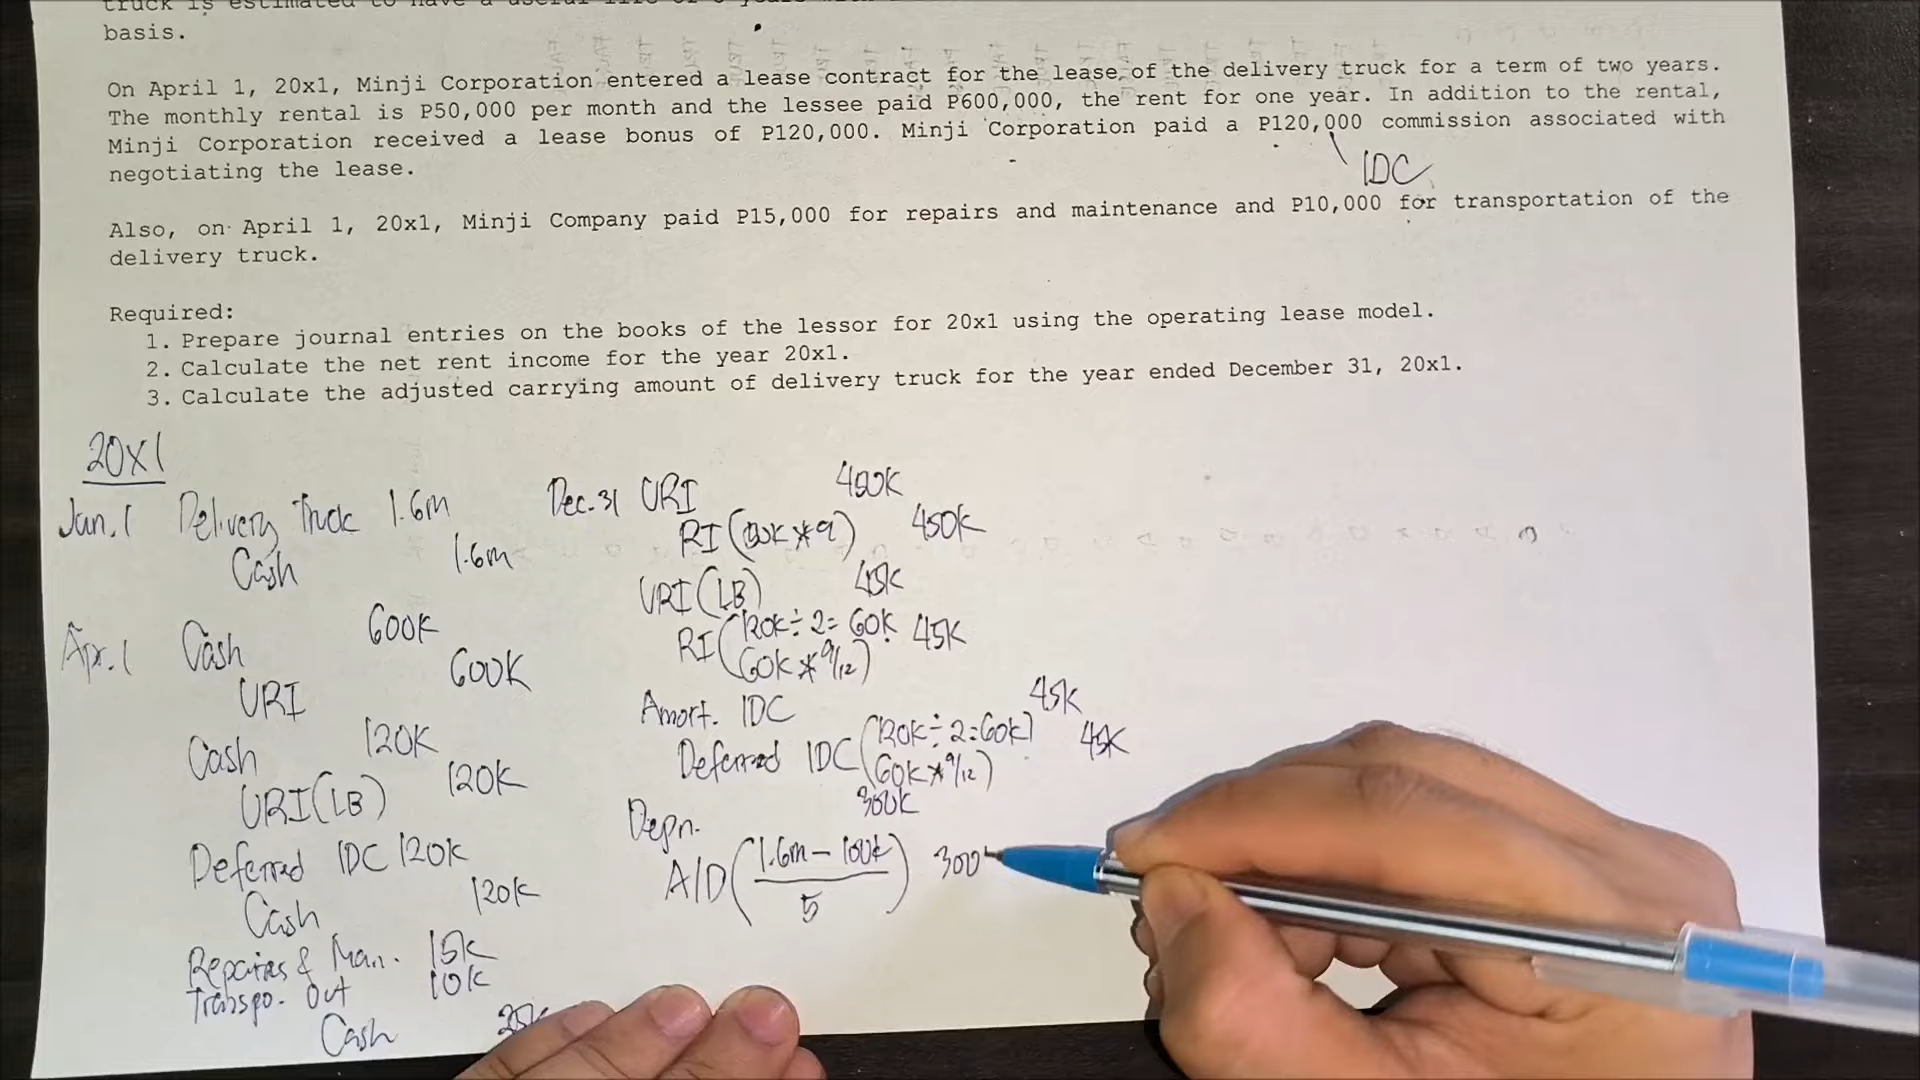 truck is estimated to have a useful life of
basis.
On April 1, 20x1, Minji Corporation entered a lease contract for the lease of the delivery truck for a term of two years.
The monthly rental is P50,000 per month and the lessee paid P600,000, the rent for one year. In addition to the rental,
Minji Corporation received a lease bonus of P120,000. Minji Corporation paid a P120,000 commission associated with
negotiating the lease.
IDC
Also, on April 1, 20x1, Minji Company paid P15,000 for repairs and maintenance and P10,000 for transportation of the
delivery truck.
Required:
1. Prepare journal entries on the books of the lessor for 20x1 using the operating lease model.
2. Calculate the net rent income for the year 20x1.
3. Calculate the adjusted carrying amount of delivery truck for the year ended December 31, 20x1.
20x1
Jan. 1 Delivery Truck 1.6m
Cash 1.6m
Apr. 1 Cash 600K
URI 600K
Cash 120K
URI (LB) 120K
Deferred IDC 120K
Cash 120K
Repairs & Man. 15K
Transpo. Out 10K
Cash 25K
Dec. 31 URI 450K
RI (50K * 9) 450K
URI (LB) 45K
RI (120K ÷ 2 = 60K 45K
60K * 9/12)
Amort. IDC 45K
Deferred IDC (120K ÷ 2 = 60K) 45K
60K * 9/12)
Depn. 300K
A/D (1.6m - 100K) 300
5